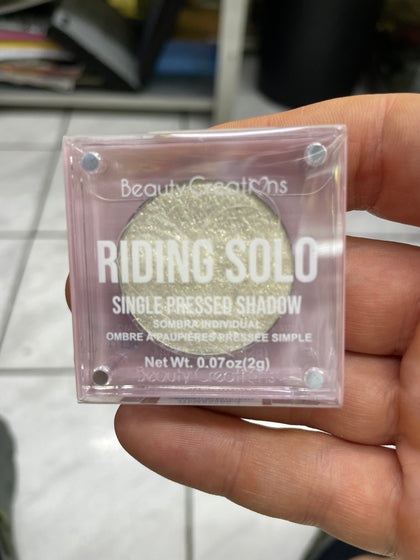 Beauty Creations
RIDING SOLO
SINGLE PRESSED SHADOW
SOMBRA INDIVIDUAL
OMBRE À PAUPIÈRES PRESSÉE SIMPLE
Net Wt. 0.07oz(2g)
Beauty Creations